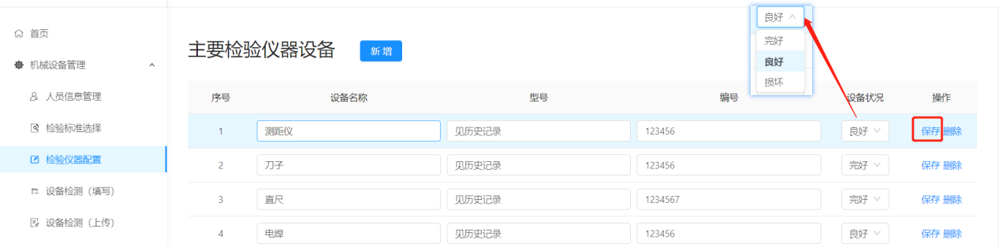 首页
机械设备管理
人员信息管理
检验标准选择
检验仪器配置
设备检测（填写）
设备检测（上传）
主要检验仪器设备 新增
良好
完好
良好
损坏
序号 设备名称 型号 编号 设备状况 操作
1 测距仪 见历史记录 123456 良好 保存 删除
2 刀子 见历史记录 123456 完好 保存 删除
3 直尺 见历史记录 1234567 完好 保存 删除
4 电焊 见历史记录 123456 良好 保存 删除